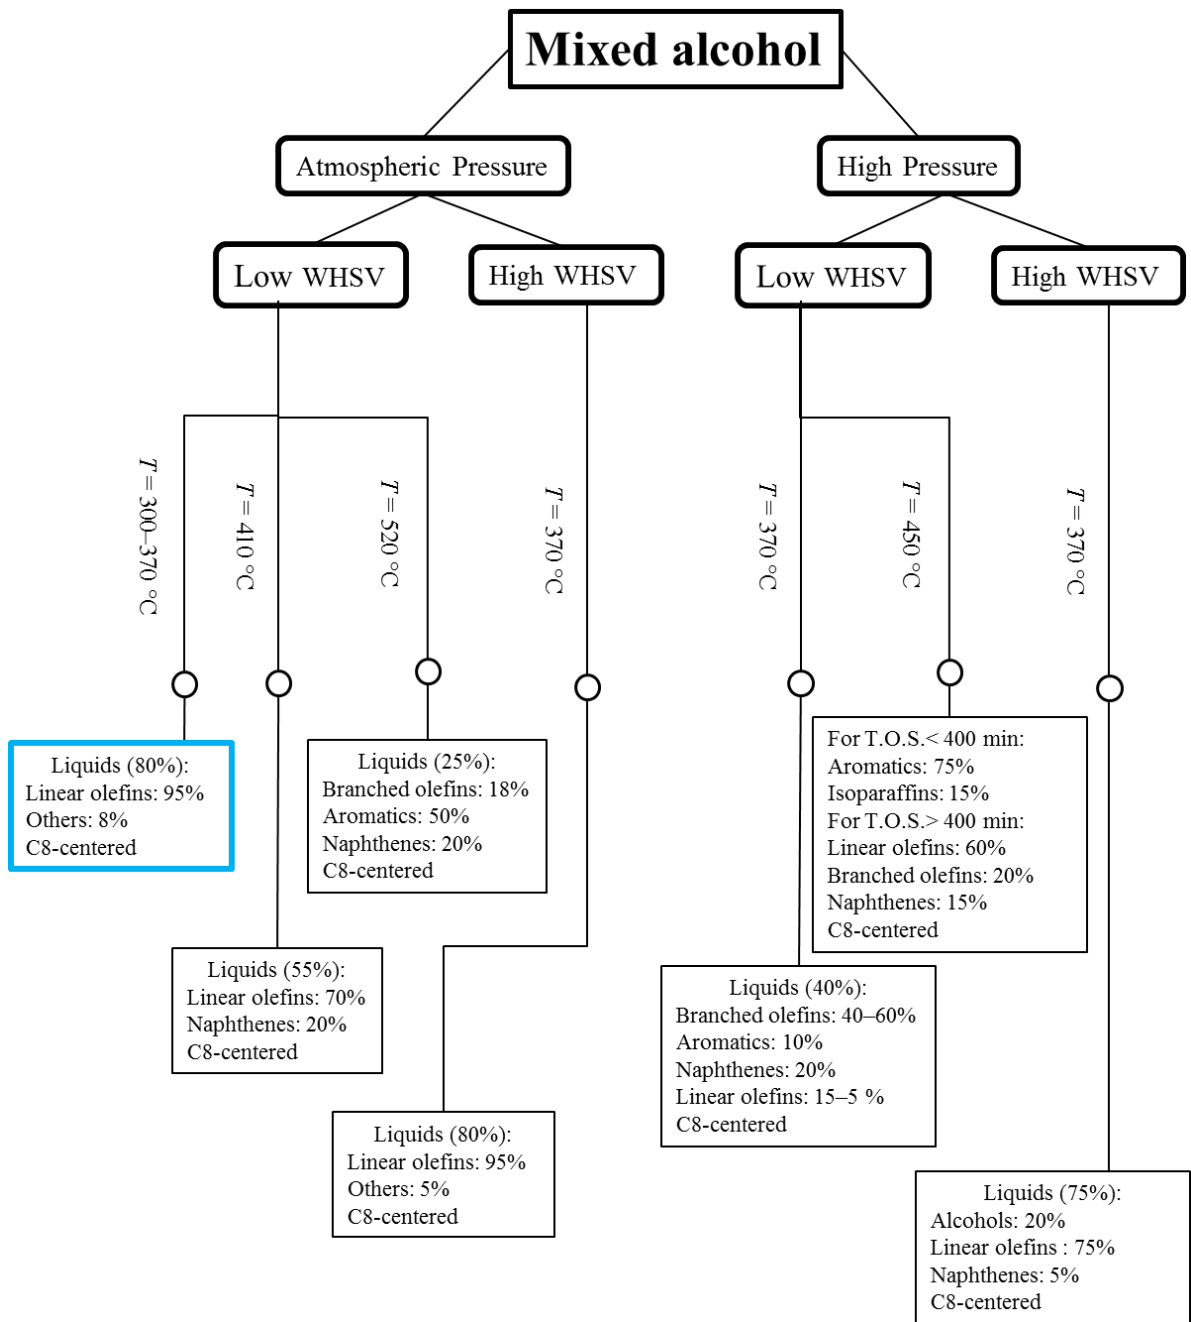 Mixed alcohol
Atmospheric Pressure
High Pressure
Low WHSV
High WHSV
Low WHSV
High WHSV
T = 300–370 °C
T = 410 °C
T = 520 °C
T = 370 °C
T = 370 °C
T = 450 °C
T = 370 °C
Liquids (80%):
Linear olefins: 95%
Others: 8%
C8-centered
Liquids (25%):
Branched olefins: 18%
Aromatics: 50%
Naphthenes: 20%
C8-centered
For T.O.S.< 400 min:
Aromatics: 75%
Isoparaffins: 15%
For T.O.S.> 400 min:
Linear olefins: 60%
Branched olefins: 20%
Naphthenes: 15%
C8-centered
Liquids (55%):
Linear olefins: 70%
Naphthenes: 20%
C8-centered
Liquids (40%):
Branched olefins: 40–60%
Aromatics: 10%
Naphthenes: 20%
Linear olefins: 15–5 %
C8-centered
Liquids (80%):
Linear olefins: 95%
Others: 5%
C8-centered
Liquids (75%):
Alcohols: 20%
Linear olefins : 75%
Naphthenes: 5%
C8-centered